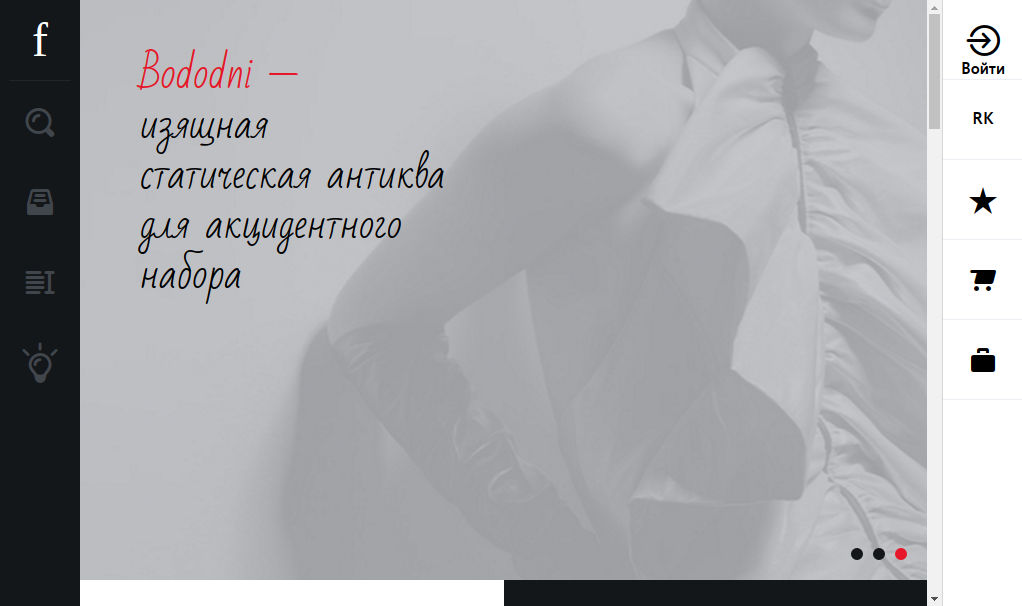 f
Bododni —
изящная
статическая антиква
для акцидентного
набора
Войти
RK